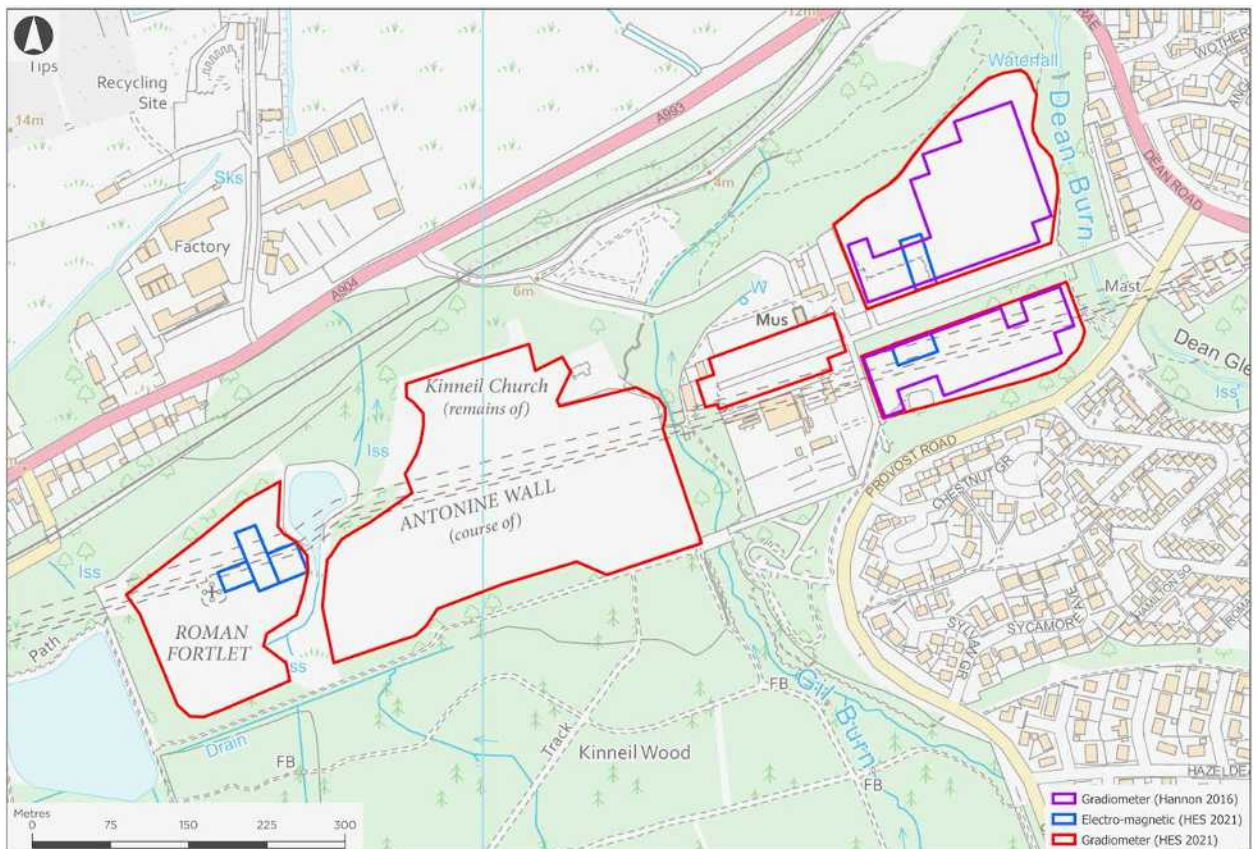 Tips
Recycling
Site
14m
12m
Sks
Factory
A904
A993
4m
6m
Waterfall
Dean Burn
DEAN ROAD
WOTHER
Mast
Dean Gle
Iss
W
Mus
Kinneil Church
(remains of)
Iss
ANTONINE WALL
(course of)
Iss
ROMAN
FORTLET
Path
Drain
FB
Track
Kinneil Wood
FB
Gil Burn
FB
PROVOST ROAD
CHESTNUT GR
SYLVAN GR
SYCAMORE AVE
HAMILTON SQ
HAZELDE
Metres
0 75 150 225 300
Gradiometer (Hannon 2016)
Electro-magnetic (HES 2021)
Gradiometer (HES 2021)